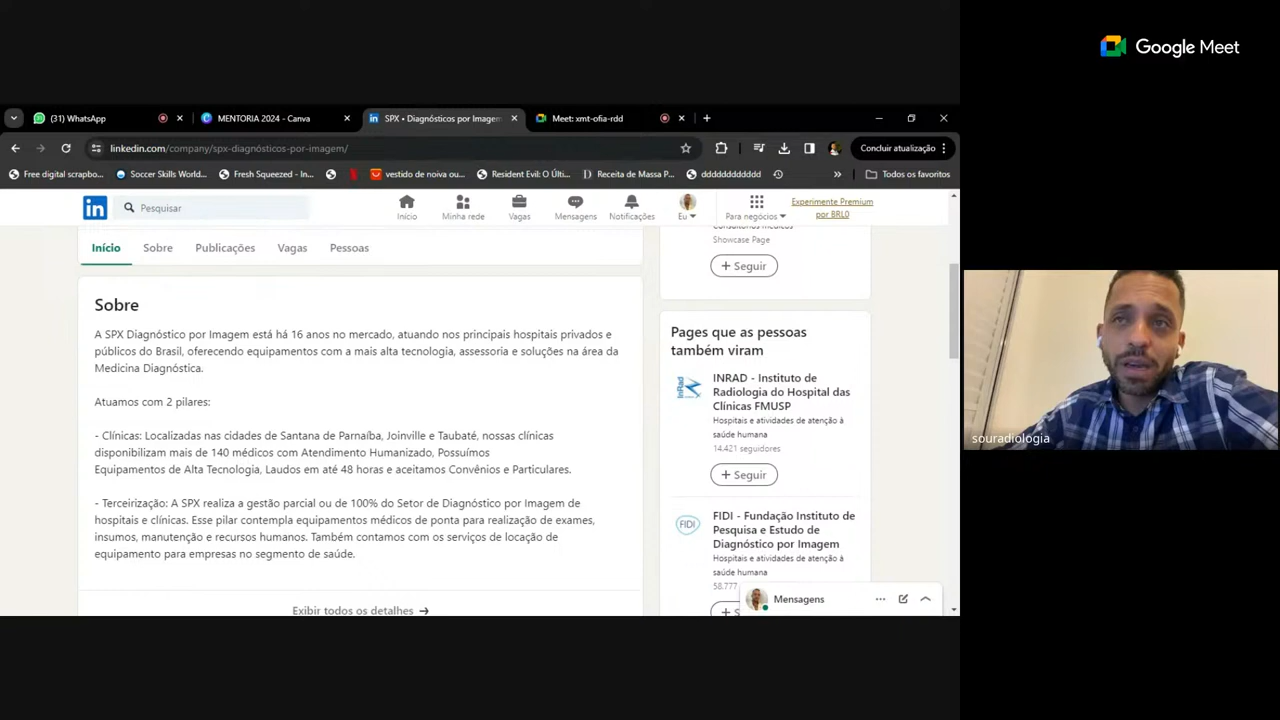 Google Meet
(31) WhatsApp
MENTORIA 2024 - Canva
SPX • Diagnósticos por Imagem
Meet: xmt-ofia-rdd
linkedin.com/company/spx-diagnósticos-por-imagem/
Concluir atualização
Free digital scrapbo...
Soccer Skills World...
Fresh Squeezed - In...
vestido de noiva ou...
Resident Evil: O Últi...
Receita de Massa P...
dddddddddddd
Todos os favoritos
in
Pesquisar
Início
Minha rede
Vagas
Mensagens
Notificações
Eu
Para negócios
Experimente Premium
por BRL0
Início
Sobre
Publicações
Vagas
Pessoas
Sobre
A SPX Diagnóstico por Imagem está há 16 anos no mercado, atuando nos principais hospitais privados e
públicos do Brasil, oferecendo equipamentos com a mais alta tecnologia, assessoria e soluções na área da
Medicina Diagnóstica.
Atuamos com 2 pilares:
- Clínicas: Localizadas nas cidades de Santana de Parnaíba, Joinville e Taubaté, nossas clínicas
disponibilizam mais de 140 médicos com Atendimento Humanizado, Possuímos
Equipamentos de Alta Tecnologia, Laudos em até 48 horas e aceitamos Convênios e Particulares.
- Terceirização: A SPX realiza a gestão parcial ou de 100% do Setor de Diagnóstico por Imagem de
hospitais e clínicas. Esse pilar contempla equipamentos médicos de ponta para realização de exames,
insumos, manutenção e recursos humanos. Também contamos com os serviços de locação de
equipamento para empresas no segmento de saúde.
Exibir todos os detalhes →
consultórios médicos
Showcase Page
+ Seguir
Pages que as pessoas
também viram
InRad
INRAD - Instituto de
Radiologia do Hospital das
Clínicas FMUSP
Hospitais e atividades de atenção à
saúde humana
14.421 seguidores
+ Seguir
FIDI
FIDI - Fundação Instituto de
Pesquisa e Estudo de
Diagnóstico por Imagem
Hospitais e atividades de atenção à
saúde humana
58.777
+ S
Mensagens
souradiologia